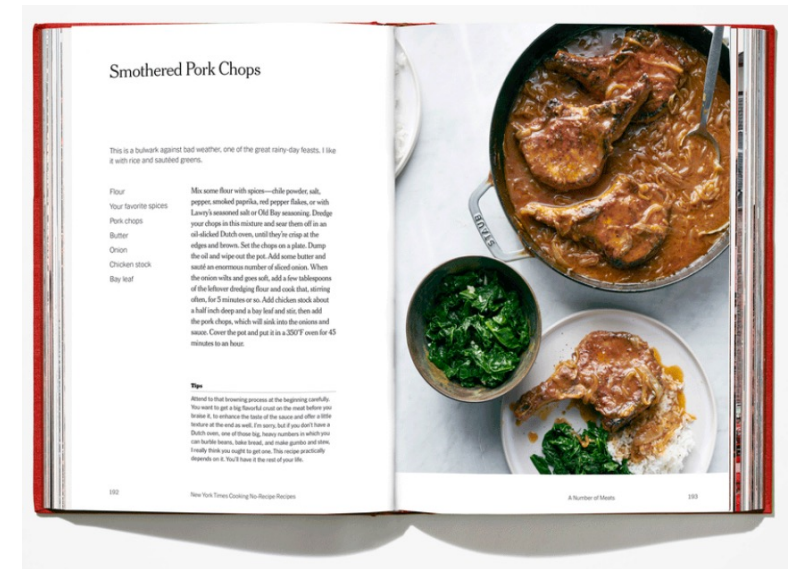 Smothered Pork Chops
This is a bulwark against bad weather, one of the great rainy-day feasts. I like
it with rice and sautéed greens.
Flour
Your favorite spices
Pork chops
Butter
Onion
Chicken stock
Bay leaf
Mix some flour with spices—chile powder, salt,
pepper, smoked paprika, red pepper flakes, or with
Lawry's seasoned salt or Old Bay seasoning. Dredge
your chops in this mixture and sear them off in an
oil-slicked Dutch oven, until they're crisp at the
edges and brown. Set the chops on a plate. Dump
the oil and wipe out the pot. Add some butter and
sauté an enormous number of sliced onion. When
the onion wilts and goes soft, add a few tablespoons
of the leftover dredging flour and cook that, stirring
often, for 5 minutes or so. Add chicken stock about
a half inch deep and a bay leaf and stir, then add
the pork chops, which will sink into the onions and
sauce. Cover the pot and put it in a 350°F oven for 45
minutes to an hour.
Tips
Attend to that browning process at the beginning carefully.
You want to get a big flavorful crust on the meat before you
braise it, to enhance the taste of the sauce and offer a little
texture at the end as well. I'm sorry, but if you don't have a
Dutch oven, one of those big, heavy numbers in which you
can burble beans, bake bread, and make gumbo and stew,
I really think you ought to get one. This recipe practically
depends on it. You'll have it the rest of your life.
192
New York Times Cooking No-Recipe Recipes
STAUB
A Number of Meats
193